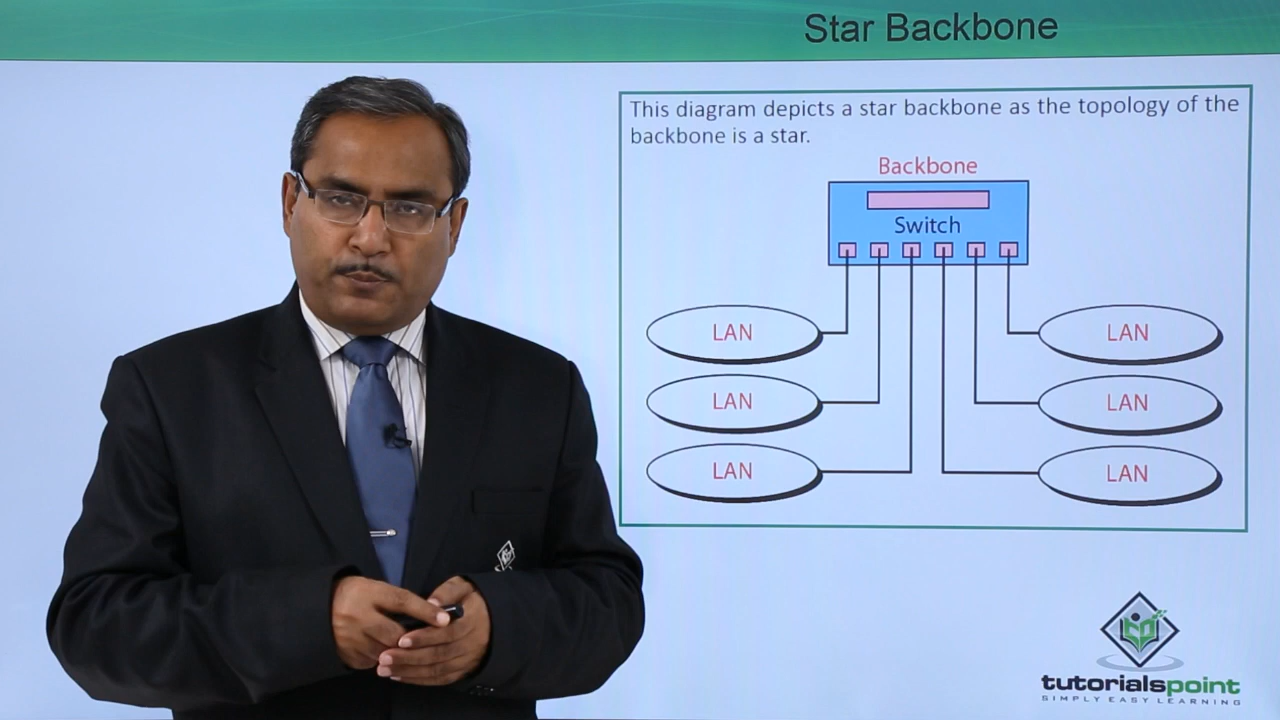 Star Backbone
This diagram depicts a star backbone as the topology of the
backbone is a star.
Backbone
Switch
LAN
LAN
LAN
LAN
LAN
LAN
tutorialspoint
SIMPLY EASY LEARNING